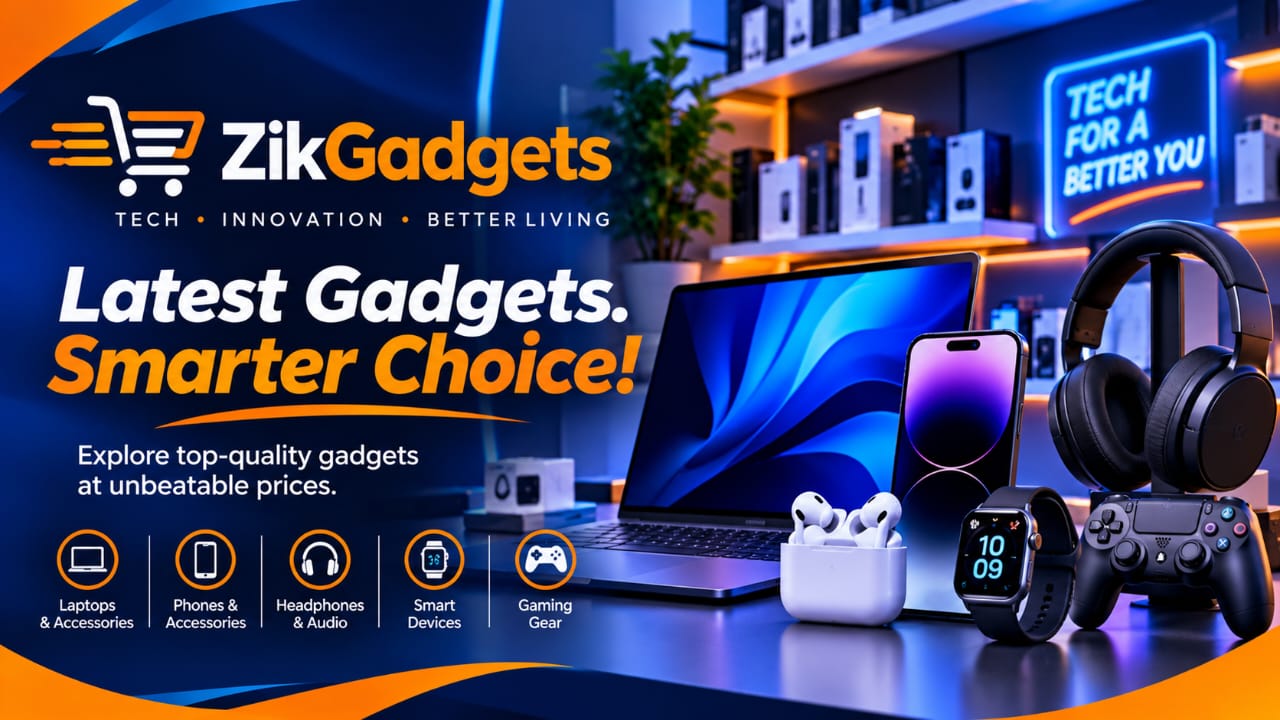 ZikGadgets
TECH • INNOVATION • BETTER LIVING
Latest Gadgets.
Smarter Choice!
Explore top-quality gadgets
at unbeatable prices.
Laptops
& Accessories
Phones &
Accessories
Headphones
& Audio
Smart
Devices
Gaming
Gear
TECH
FOR A
BETTER YOU
10
09